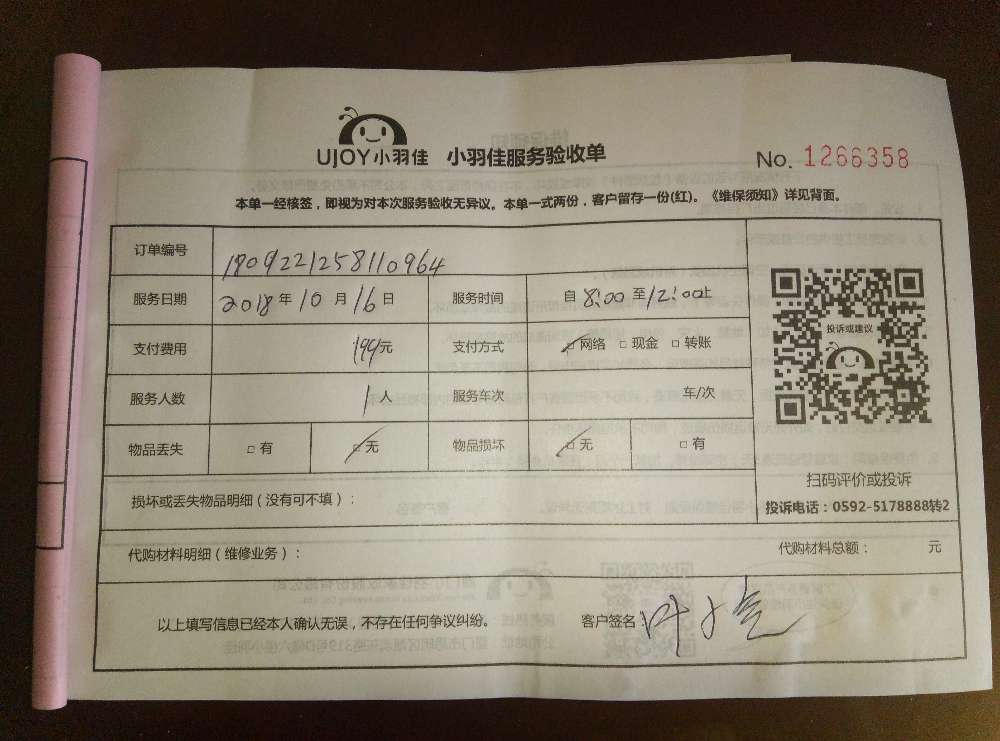 UJOY小羽佳 小羽佳服务验收单
No. 1266358
本单一经核签，即视为对本次服务验收无异议。本单一式两份，客户留存一份(红)。《维保须知》详见背面。
订单编号 1809221258110964
服务日期 2018年10月16日 服务时间 自8:00至12:00止
支付费用 199元 支付方式 □网络 □现金 □转账
服务人数 1人 服务车次 车/次
物品丢失 □有 □无 物品损坏 □无 □有
投诉或建议
扫码评价或投诉
投诉电话：0592-5178888转2
损坏或丢失物品明细（没有可不填）：
代购材料明细（维修业务）： 代购材料总额： 元
以上填写信息已经本人确认无误，不存在任何争议纠纷。 客户签名